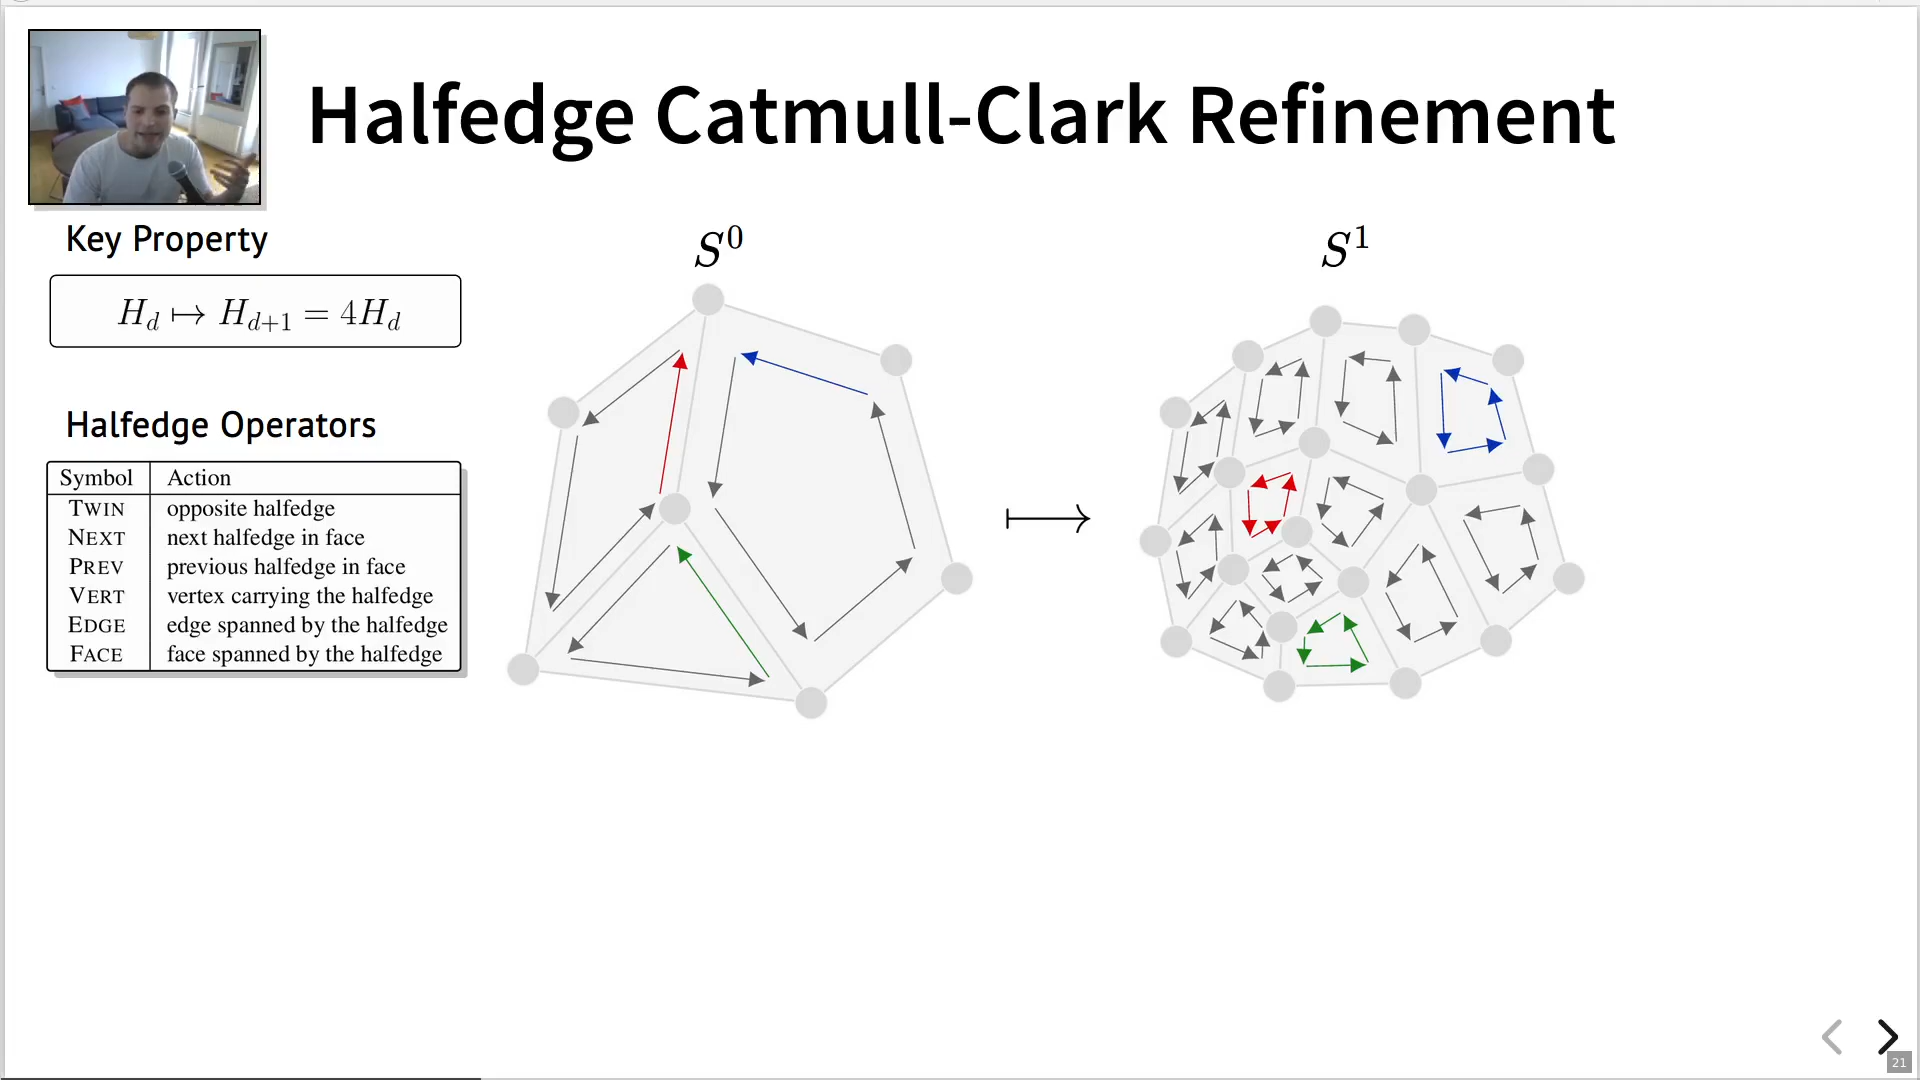 Halfedge Catmull-Clark Refinement
Key Property
H_d ↦ H_{d+1} = 4H_d
Halfedge Operators
Symbol Action
TWIN opposite halfedge
NEXT next halfedge in face
PREV previous halfedge in face
VERT vertex carrying the halfedge
EDGE edge spanned by the halfedge
FACE face spanned by the halfedge
S^0
⟼
S^1
21